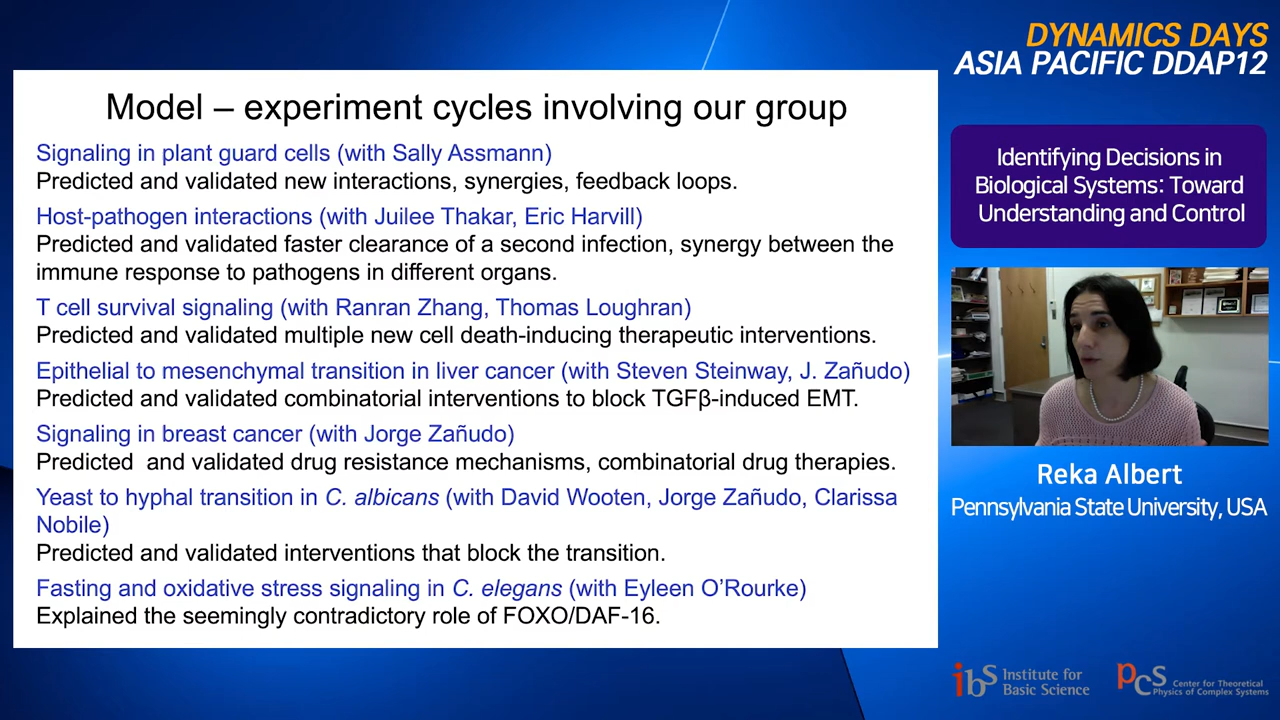 DYNAMICS DAYS
ASIA PACIFIC DDAP12
Model – experiment cycles involving our group
Signaling in plant guard cells (with Sally Assmann)
Predicted and validated new interactions, synergies, feedback loops.
Host-pathogen interactions (with Juilee Thakar, Eric Harvill)
Predicted and validated faster clearance of a second infection, synergy between the
immune response to pathogens in different organs.
T cell survival signaling (with Ranran Zhang, Thomas Loughran)
Predicted and validated multiple new cell death-inducing therapeutic interventions.
Epithelial to mesenchymal transition in liver cancer (with Steven Steinway, J. Zañudo)
Predicted and validated combinatorial interventions to block TGFβ-induced EMT.
Signaling in breast cancer (with Jorge Zañudo)
Predicted and validated drug resistance mechanisms, combinatorial drug therapies.
Yeast to hyphal transition in C. albicans (with David Wooten, Jorge Zañudo, Clarissa
Nobile)
Predicted and validated interventions that block the transition.
Fasting and oxidative stress signaling in C. elegans (with Eyleen O’Rourke)
Explained the seemingly contradictory role of FOXO/DAF-16.
Identifying Decisions in
Biological Systems: Toward
Understanding and Control
Reka Albert
Pennsylvania State University, USA
ibs Institute for
Basic Science
pcs Center for Theoretical
Physics of Complex Systems